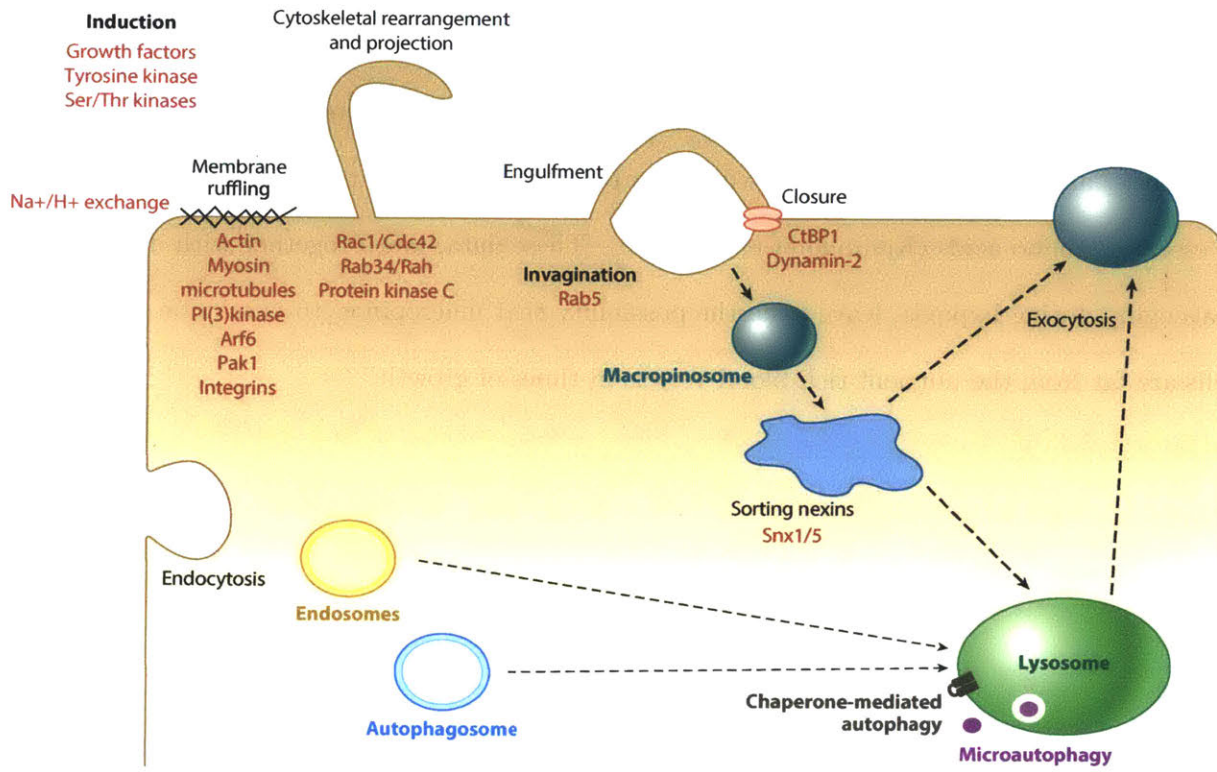 Induction
Growth factors
Tyrosine kinase
Ser/Thr kinases
Cytoskeletal rearrangement
and projection
Na+/H+ exchange
Membrane
ruffling
Engulfment
Closure
Actin
Myosin
microtubules
PI(3)kinase
Arf6
Pak1
Integrins
Rac1/Cdc42
Rab34/Rah
Protein kinase C
Invagination
Rab5
CtBP1
Dynamin-2
Macropinosome
Exocytosis
Sorting nexins
Snx1/5
Endocytosis
Endosomes
Autophagosome
Lysosome
Chaperone-mediated
autophagy
Microautophagy